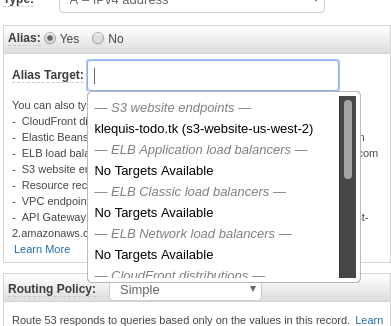 Type: A – IPv4 address
Alias: Yes No
Alias Target:
You can also ty
— S3 website endpoints —
- CloudFront di
klequis-todo.tk (s3-website-us-west-2)
- Elastic Beans
— ELB Application load balancers —
- ELB load bala
com
No Targets Available
- S3 website en
- Resource rec
— ELB Classic load balancers —
- VPC endpoin
No Targets Available
- API Gateway
t-
2.amazonaws.c
— ELB Network load balancers —
Learn More
No Targets Available
— CloudFront distributions —
Routing Policy: Simple
Route 53 responds to queries based only on the values in this record. Learn